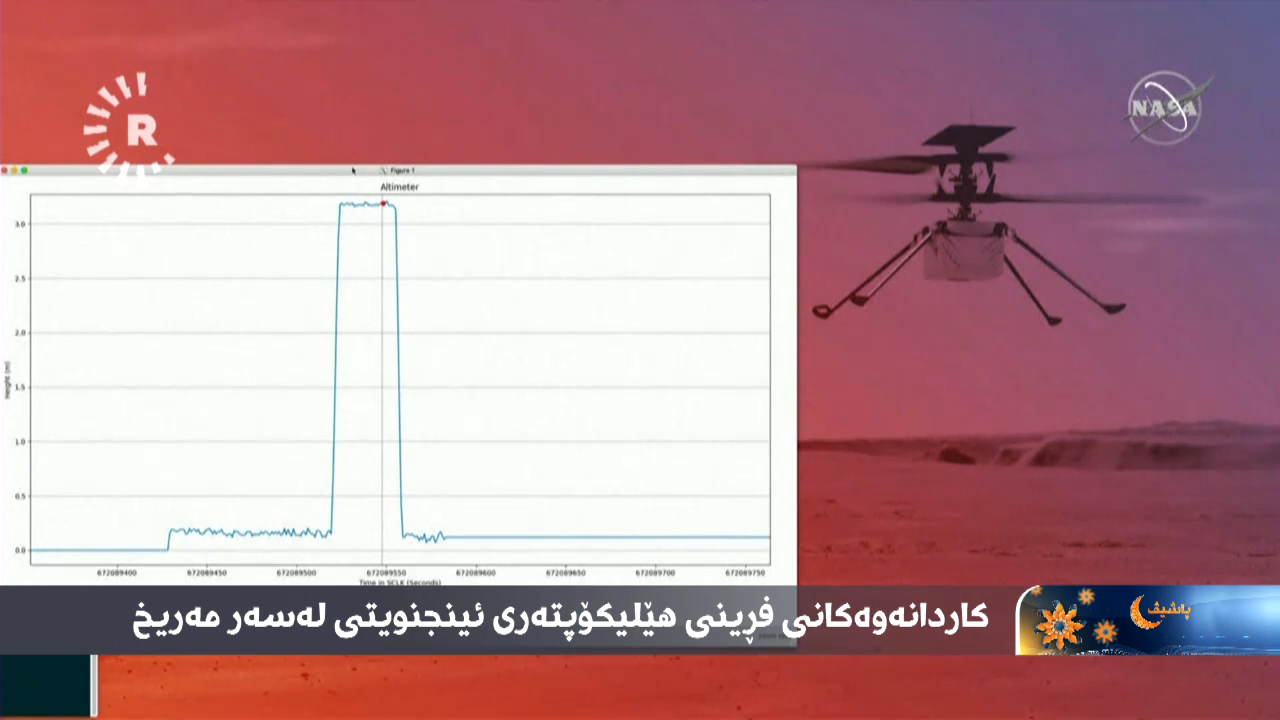 R
NASA
Figure 1
Altimeter
3.0
2.5
2.0
1.5
1.0
0.5
0.0
Height (m)
672089400 672089450 672089500 672089550 672089600 672089650 672089700 672089750
Time in SCLK (Seconds)
کاردانەوەکانی فڕینی هێلیکۆپتەری ئینجنویتی لەسەر مەریخ
پاشیڤ